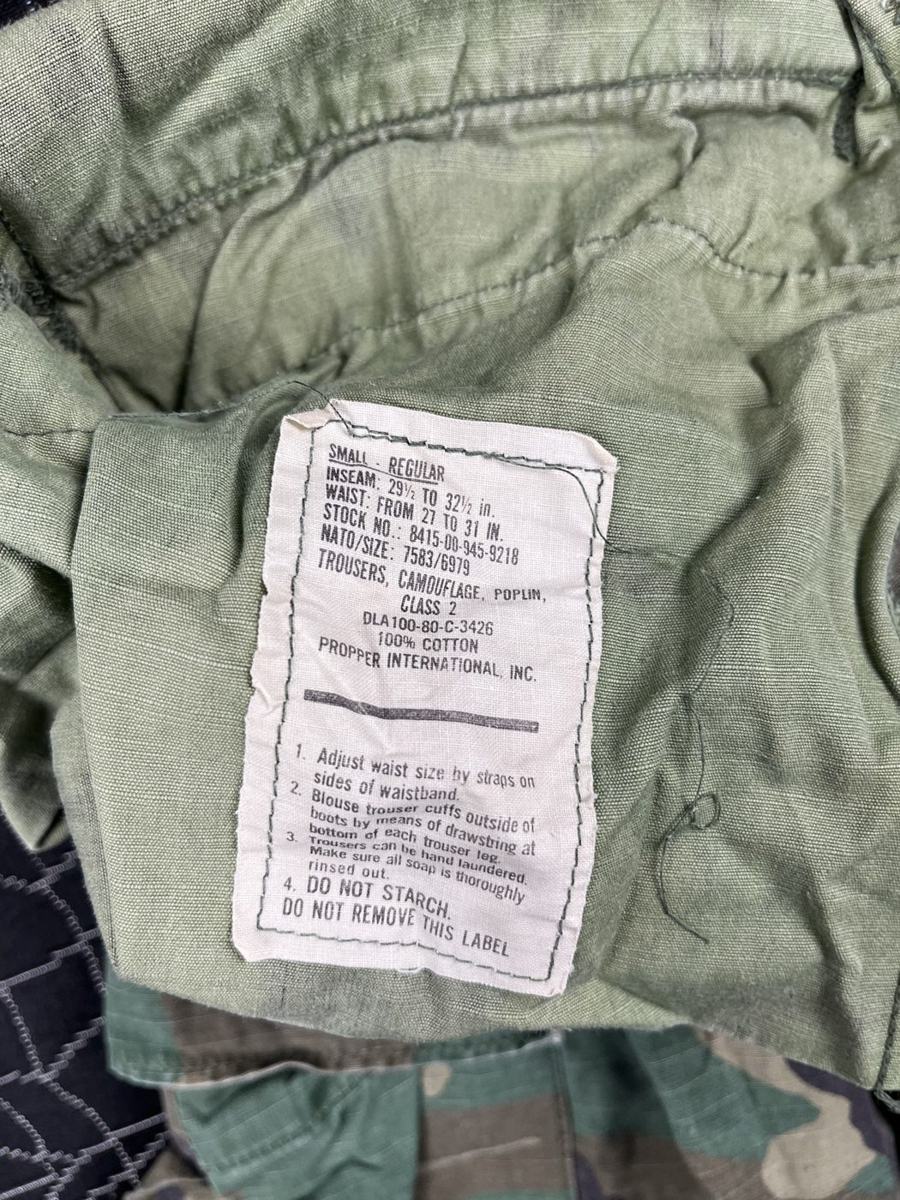 SMALL - REGULAR
INSEAM: 29½ TO 32½ in.
WAIST: FROM 27 TO 31 IN.
STOCK NO.: 8415-00-945-9218
NATO/SIZE: 7583/6979
TROUSERS, CAMOUFLAGE, POPLIN,
CLASS 2
DLA100-80-C-3426
100% COTTON
PROPPER INTERNATIONAL, INC.
1. Adjust waist size by straps on
sides of waistband.
2. Blouse trouser cuffs outside of
boots by means of drawstring at
bottom of each trouser leg.
3. Trousers can be hand laundered.
Make sure all soap is thoroughly
rinsed out.
4. DO NOT STARCH.
DO NOT REMOVE THIS LABEL